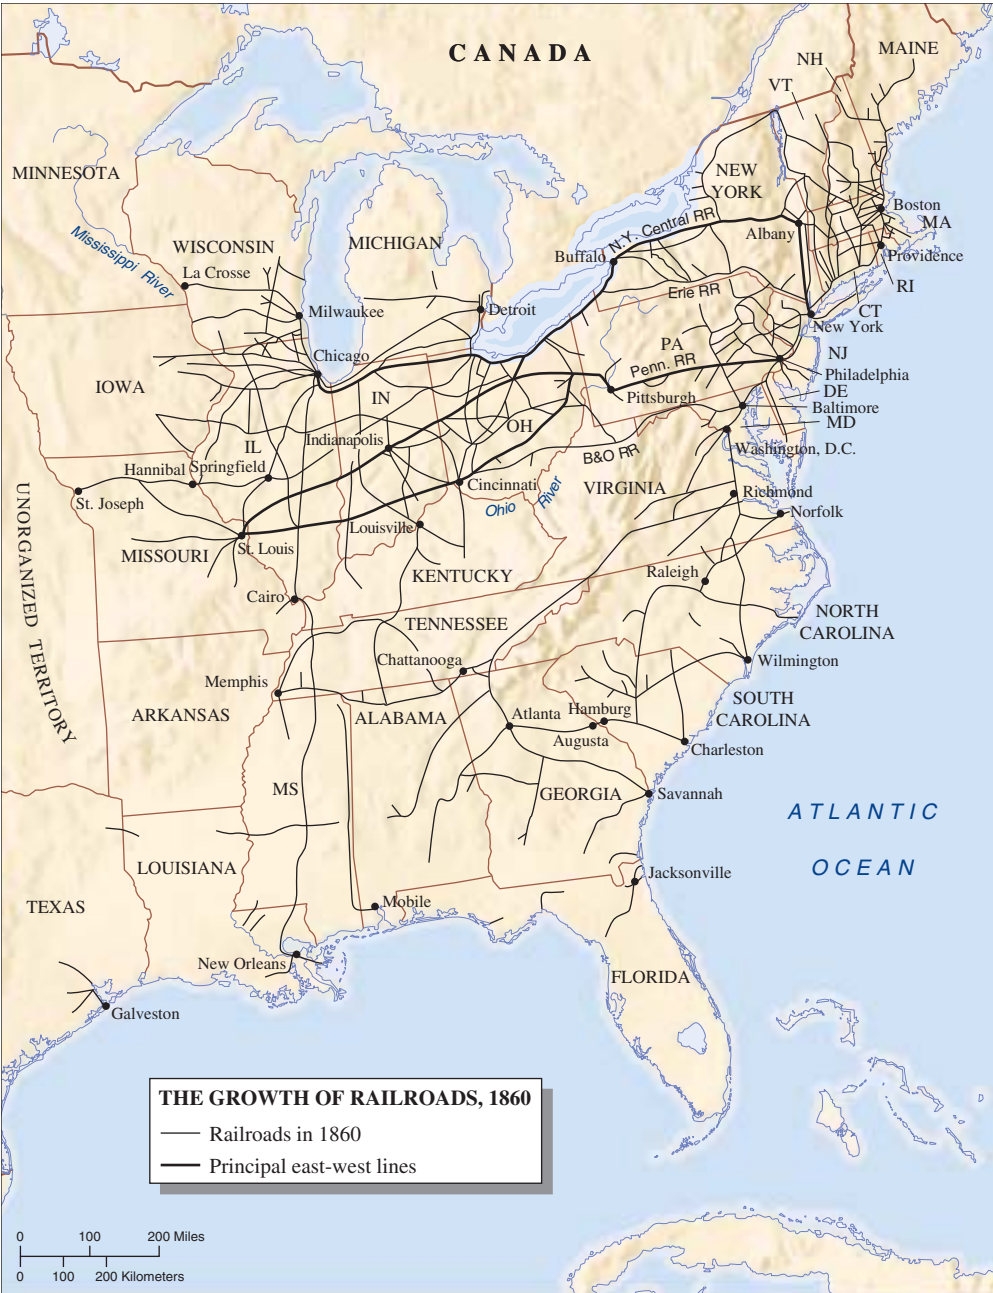 CANADA
MAINE
NH
VT
MINNESOTA
NEW
YORK
Boston
MA
Albany
N.Y. Central RR
Mississippi River
WISCONSIN
MICHIGAN
Buffalo
Providence
La Crosse
RI
Erie RR
Milwaukee
Detroit
CT
New York
Chicago
PA
NJ
Penn. RR
Philadelphia
IOWA
IN
Pittsburgh
DE
Baltimore
MD
OH
Indianapolis
IL
Washington, D.C.
B&O RR
Hannibal
Springfield
Cincinnati
VIRGINIA
Richmond
St. Joseph
Ohio
River
Norfolk
Louisville
St. Louis
MISSOURI
UNORGANIZED TERRITORY
KENTUCKY
Raleigh
Cairo
NORTH
CAROLINA
TENNESSEE
Chattanooga
Wilmington
Memphis
SOUTH
CAROLINA
ARKANSAS
ALABAMA
Atlanta
Hamburg
Augusta
Charleston
MS
GEORGIA
Savannah
ATLANTIC
OCEAN
LOUISIANA
Jacksonville
TEXAS
Mobile
New Orleans
FLORIDA
Galveston
THE GROWTH OF RAILROADS, 1860
Railroads in 1860
Principal east-west lines
0 100 200 Miles
0 100 200 Kilometers